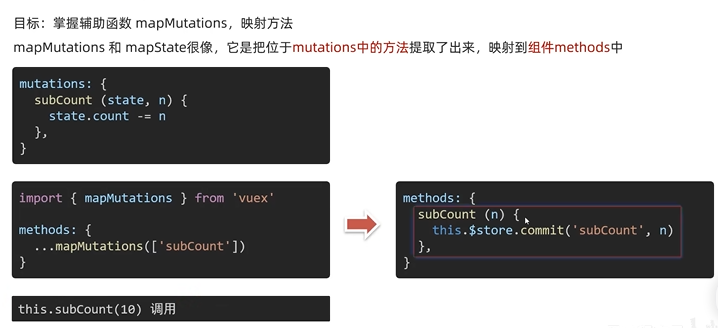 目标：掌握辅助函数 mapMutations，映射方法
mapMutations 和 mapState很像，它是把位于mutations中的方法提取了出来，映射到组件methods中
mutations: {
  subCount (state, n) {
    state.count -= n
  },
}
import { mapMutations } from 'vuex'
methods: {
  ...mapMutations(['subCount'])
}
this.subCount(10) 调用
methods: {
  subCount (n) {
    this.$store.commit('subCount', n)
  },
}